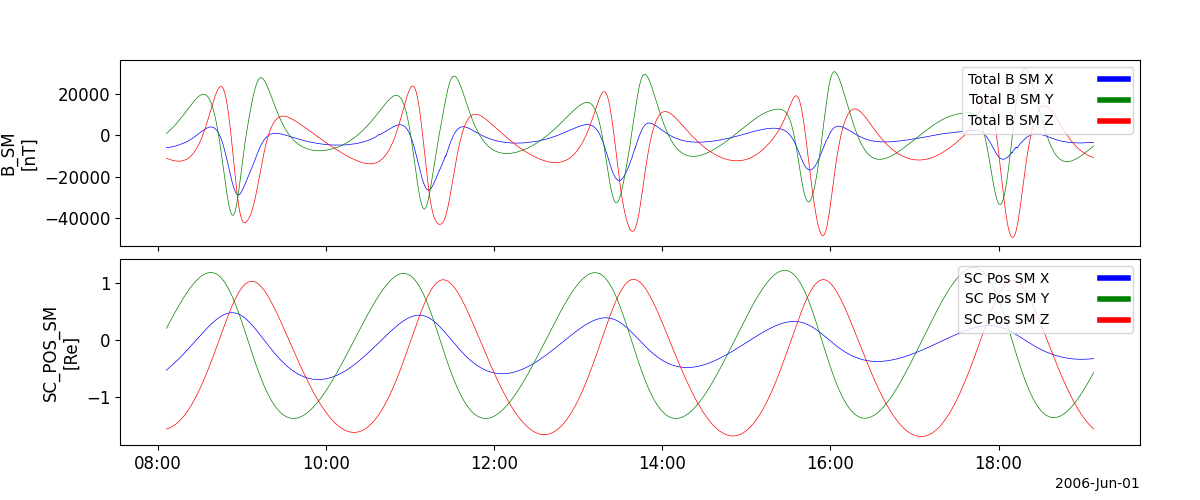 B_SM
[nT]
20000
0
−20000
−40000
Total B SM X
Total B SM Y
Total B SM Z
SC_POS_SM
[Re]
1
0
−1
SC Pos SM X
SC Pos SM Y
SC Pos SM Z
08:00 10:00 12:00 14:00 16:00 18:00
2006-Jun-01